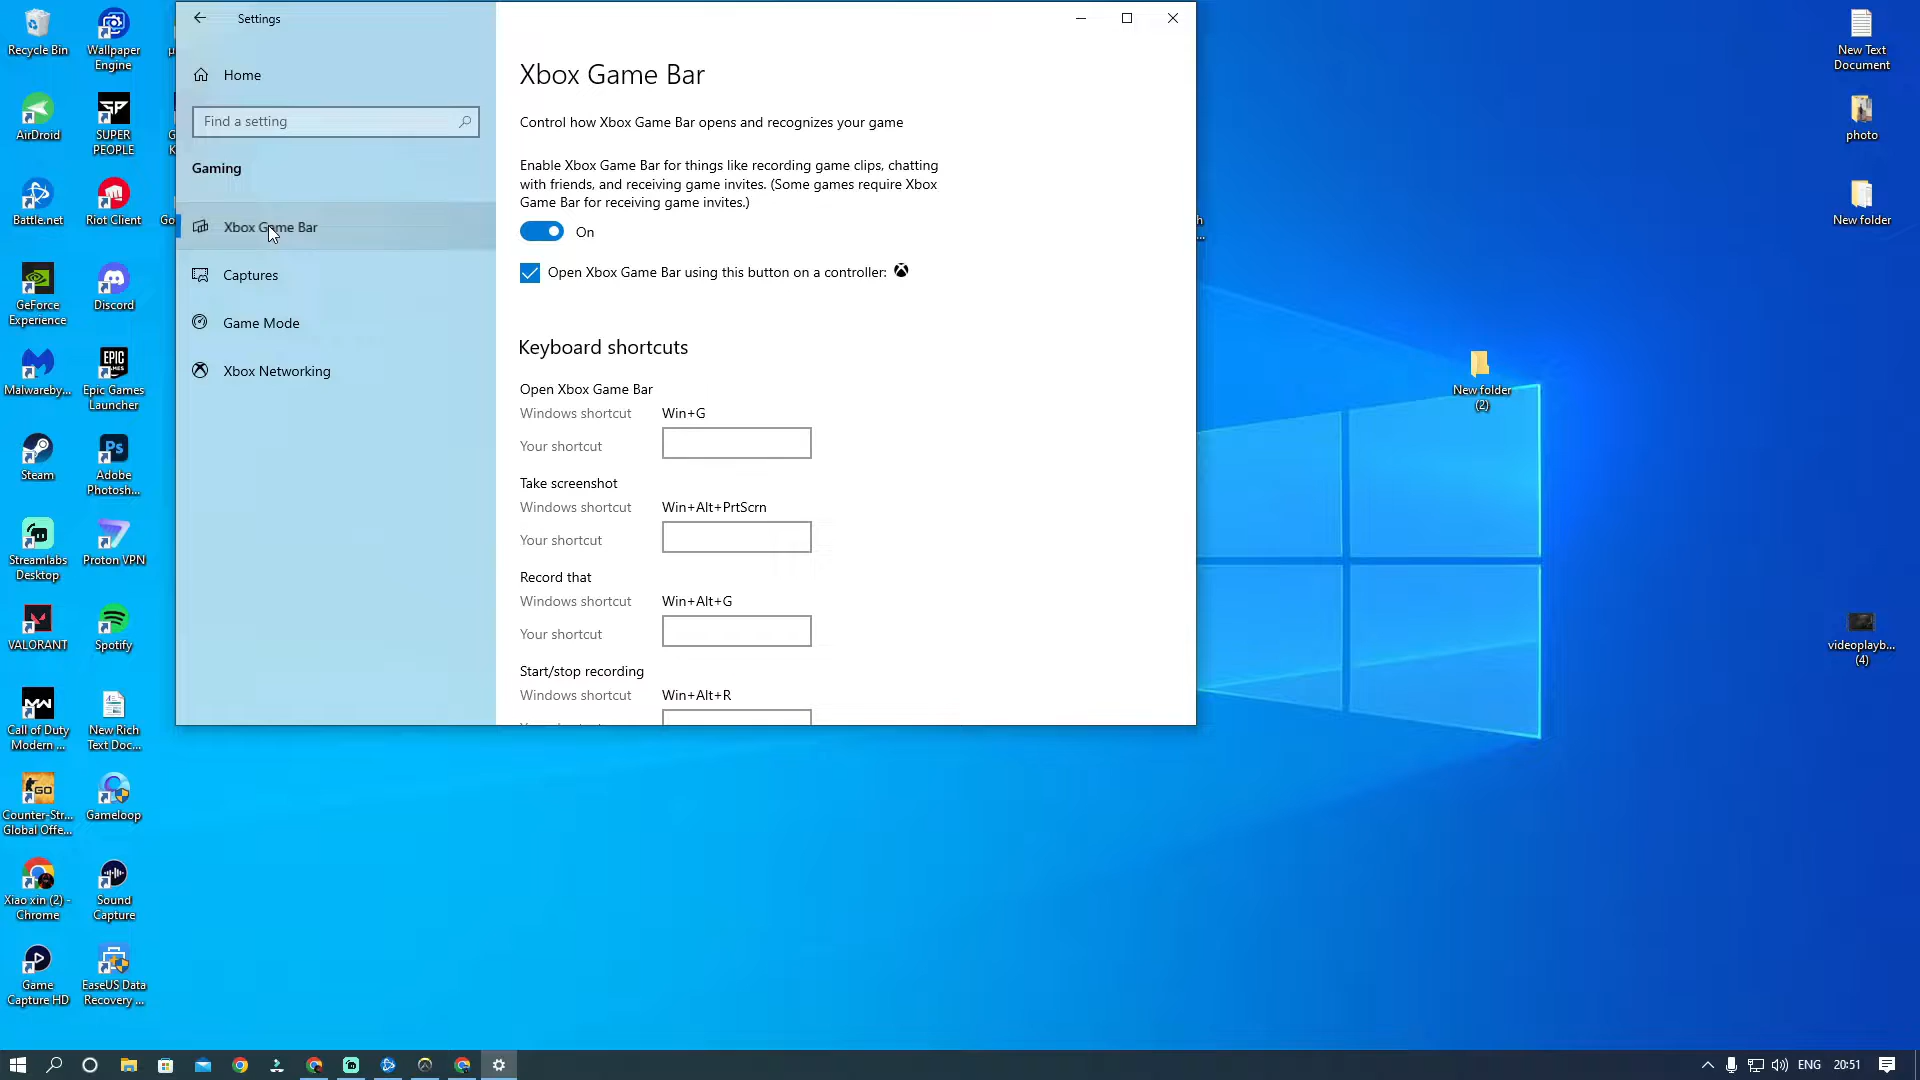 Settings
Home
Find a setting
Gaming
Xbox Game Bar
Captures
Game Mode
Xbox Networking
Xbox Game Bar
Control how Xbox Game Bar opens and recognizes your game
Enable Xbox Game Bar for things like recording game clips, chatting
with friends, and receiving game invites. (Some games require Xbox
Game Bar for receiving game invites.)
On
Open Xbox Game Bar using this button on a controller:
Keyboard shortcuts
Open Xbox Game Bar
Windows shortcut Win+G
Your shortcut
Take screenshot
Windows shortcut Win+Alt+PrtScrn
Your shortcut
Record that
Windows shortcut Win+Alt+G
Your shortcut
Start/stop recording
Windows shortcut Win+Alt+R
Recycle Bin
Wallpaper
Engine
AirDroid
SUPER
PEOPLE
Battle.net
Riot Client
Go
GeForce
Experience
Discord
Malwareby...
EPIC
GAMES
Epic Games
Launcher
Steam
Ps
Adobe
Photosh...
Streamlabs
Desktop
Proton VPN
VALORANT
Spotify
Call of Duty
Modern ...
New Rich
Text Doc...
GO
Counter-Str...
Global Offe...
Gameloop
Xiao xin (2) -
Chrome
Sound
Capture
Game
Capture HD
EaseUS Data
Recovery ...
New Text
Document
photo
New folder
New folder
(2)
videoplayb...
(4)
ENG
20:51